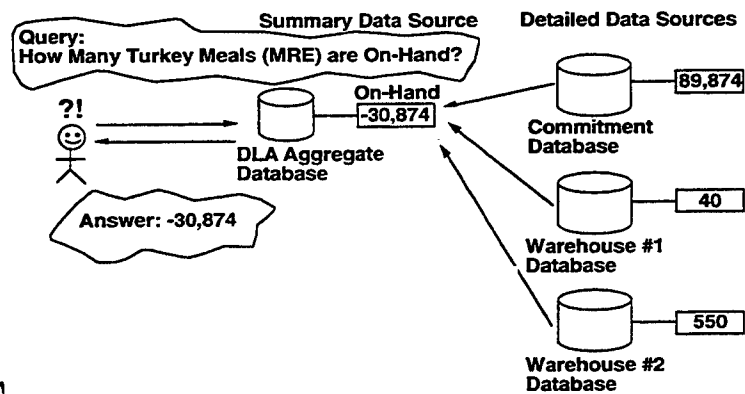 Summary Data Source
Detailed Data Sources
Query:
How Many Turkey Meals (MRE) are On-Hand?
?!
On-Hand
-30,874
DLA Aggregate
Database
Answer: -30,874
89,874
Commitment
Database
40
Warehouse #1
Database
550
Warehouse #2
Database